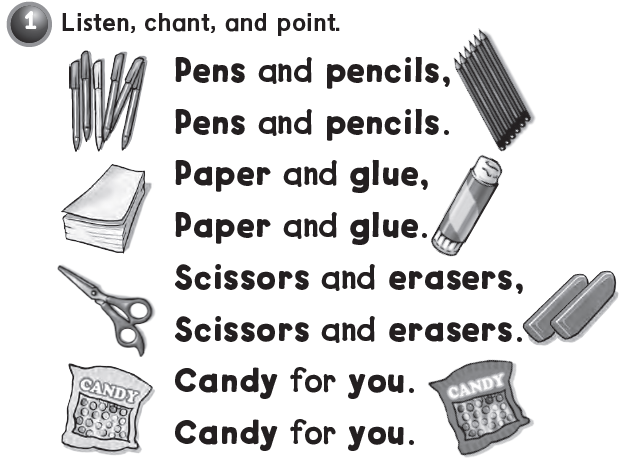 1 Listen, chant, and point.
Pens and pencils,
Pens and pencils.
Paper and glue,
Paper and glue.
Scissors and erasers,
Scissors and erasers.
Candy for you.
Candy for you.
CANDY
CANDY